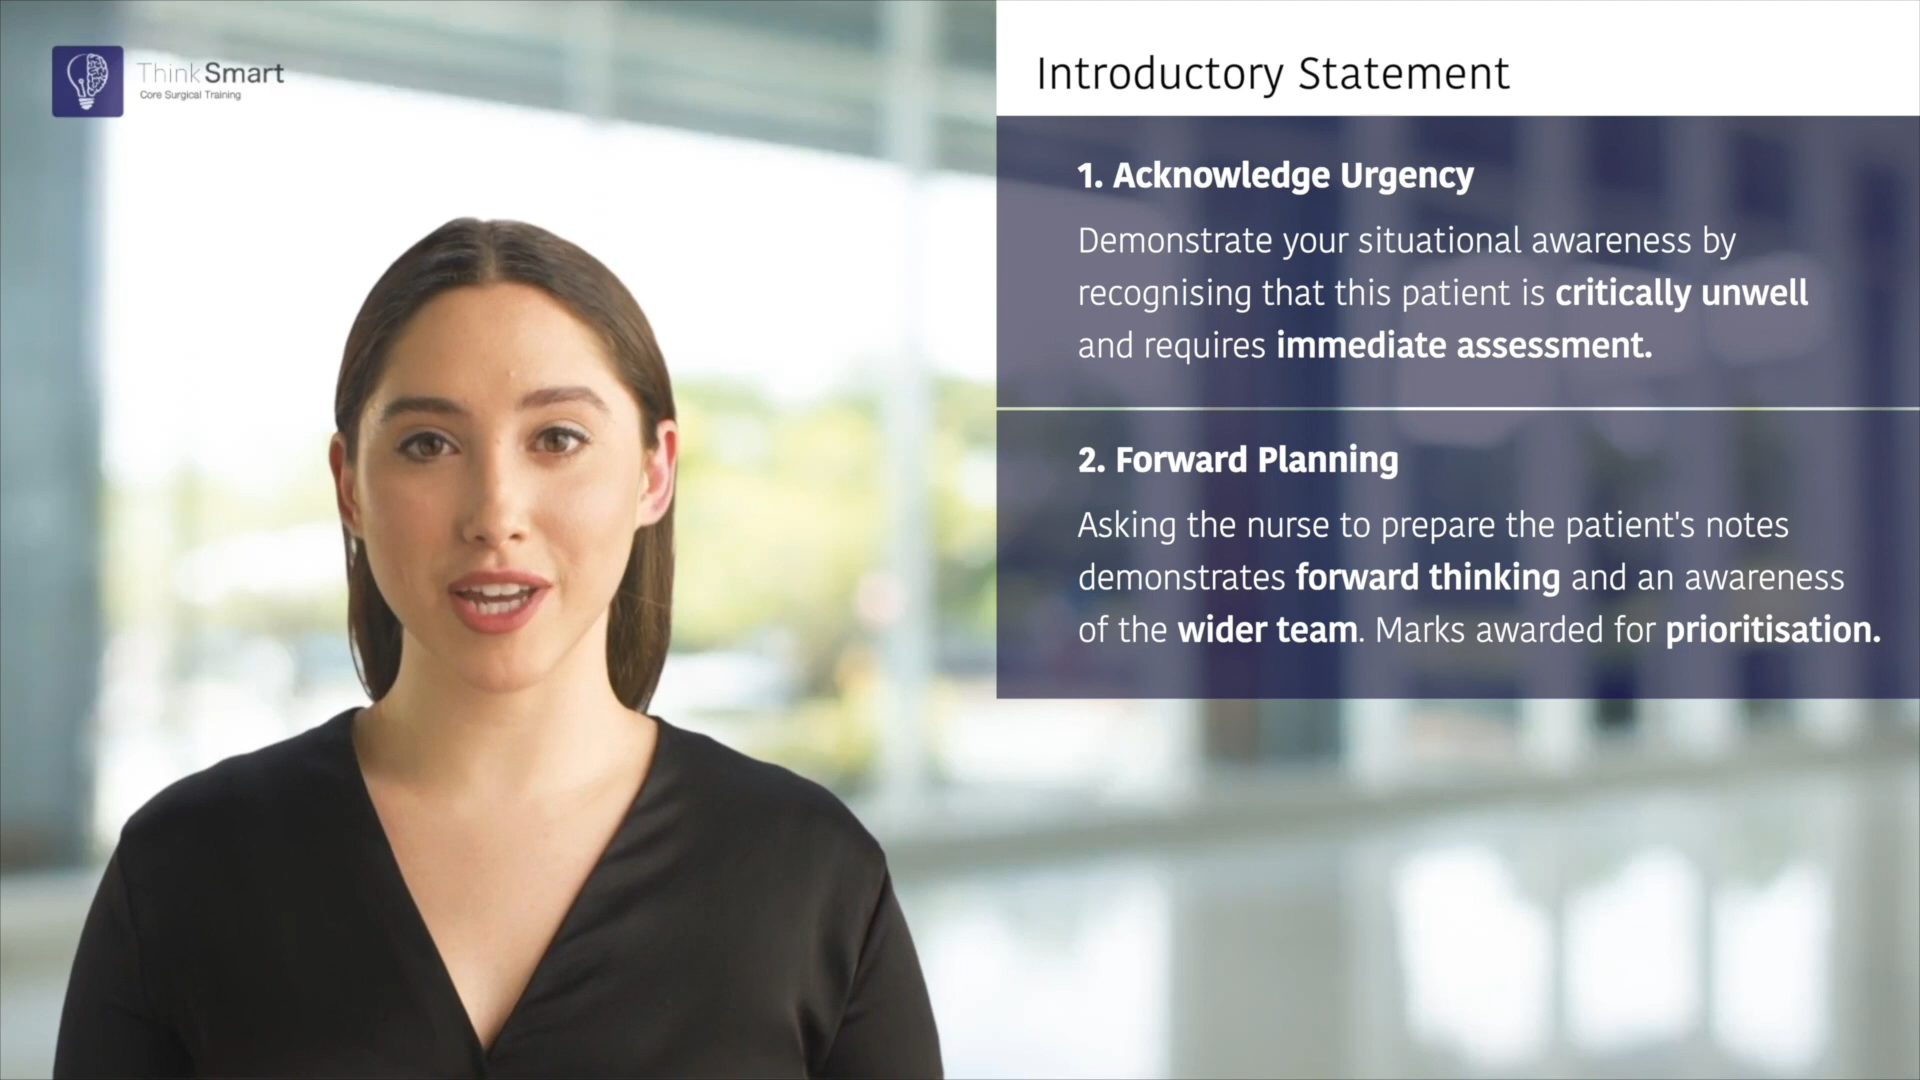 ThinkSmart
Core Surgical Training
Introductory Statement
1. Acknowledge Urgency
Demonstrate your situational awareness by
recognising that this patient is critically unwell
and requires immediate assessment.
2. Forward Planning
Asking the nurse to prepare the patient's notes
demonstrates forward thinking and an awareness
of the wider team. Marks awarded for prioritisation.